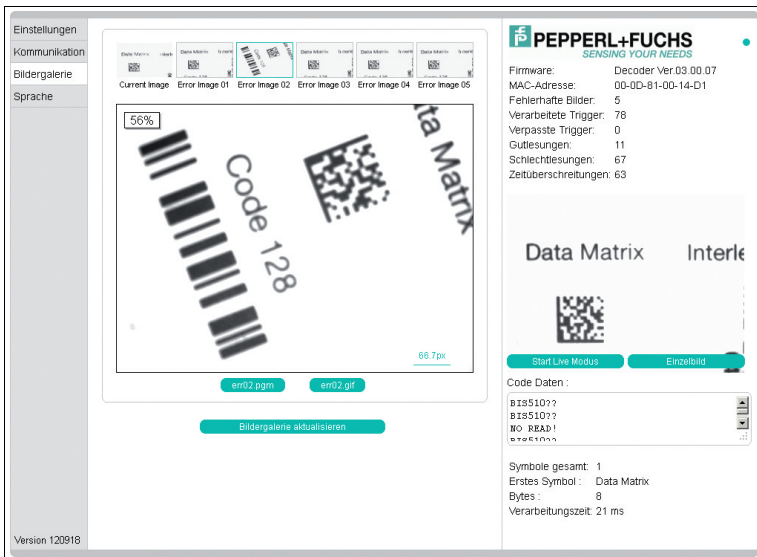 Einstellungen
Kommunikation
Bildergalerie
Sprache
Version 120918
Current Image
Error Image 01
Error Image 02
Error Image 03
Error Image 04
Error Image 05
56%
Code 128
ta Matrix
66.7px
err02.pgm
err02.gif
Bildergalerie aktualisieren
PEPPERL+FUCHS
SENSING YOUR NEEDS
Firmware: Decoder Ver.03.00.07
MAC-Adresse: 00-0D-81-00-14-D1
Fehlerhafte Bilder: 5
Verarbeitete Trigger: 78
Verpasste Trigger: 0
Gutlesungen: 11
Schlechtlesungen: 67
Zeitüberschreitungen: 63
Data Matrix Interle
Start Live Modus
Einzelbild
Code Daten :
BIS510??
BIS510??
NO READ!
BIS510??
Symbole gesamt: 1
Erstes Symbol : Data Matrix
Bytes : 8
Verarbeitungszeit: 21 ms